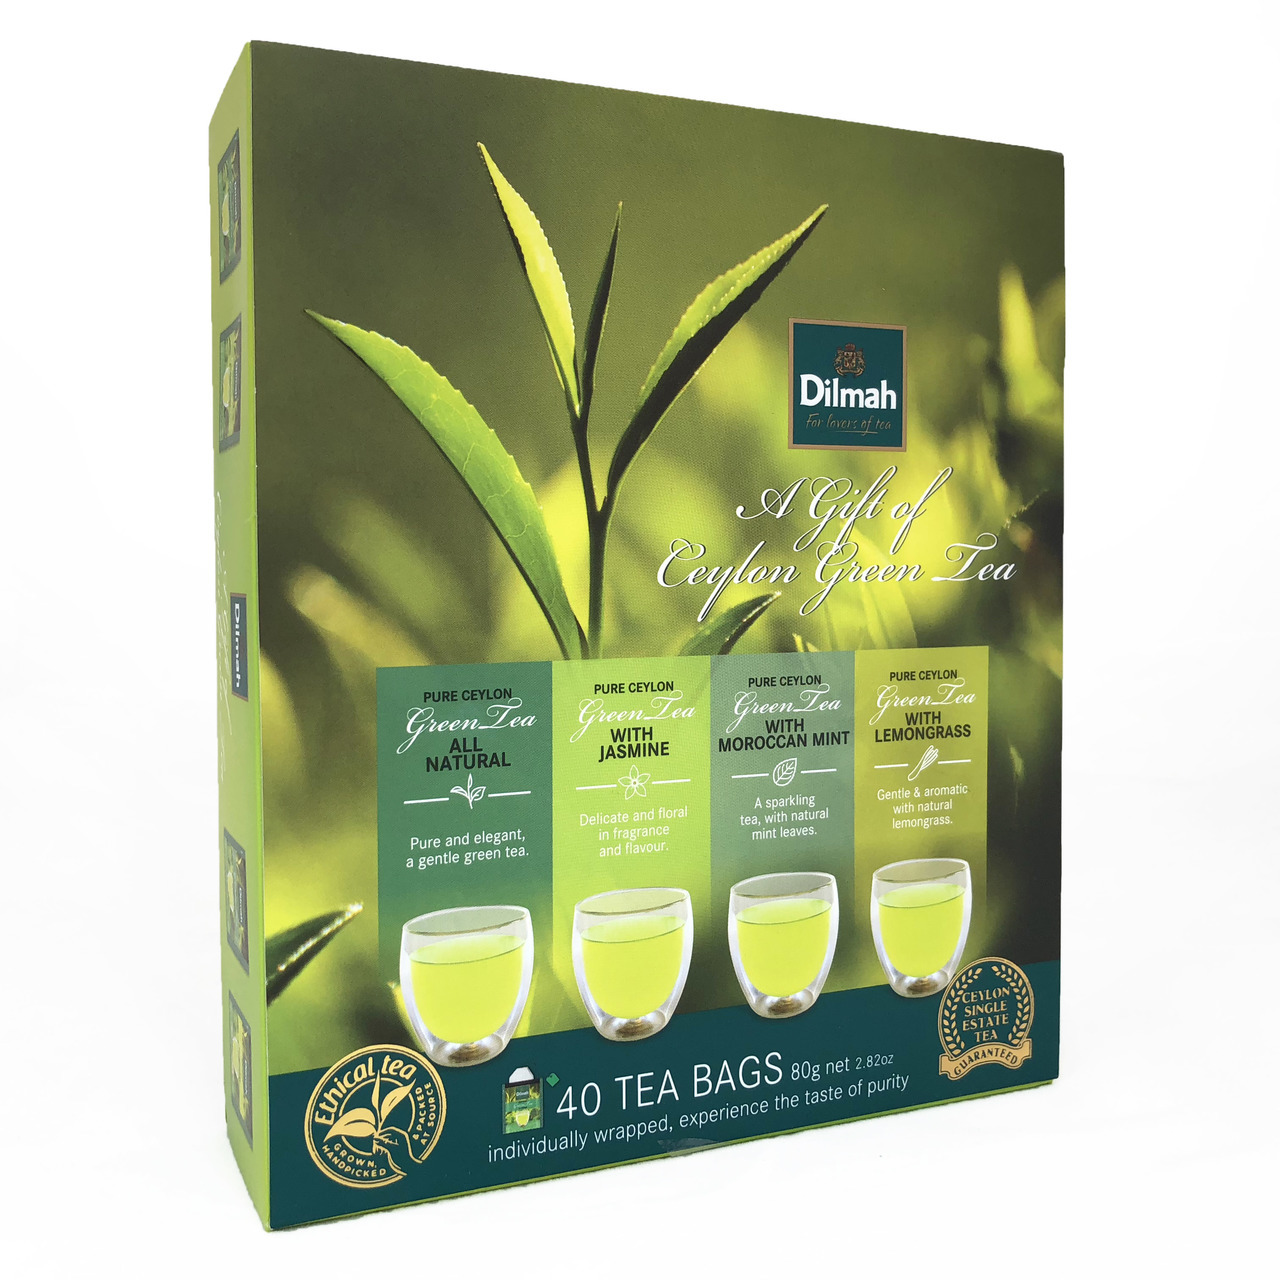 Dilmah
For lovers of tea
A Gift of
Ceylon Green Tea
PURE CEYLON
Green Tea
ALL
NATURAL
Pure and elegant,
a gentle green tea.
PURE CEYLON
Green Tea
WITH
JASMINE
Delicate and floral
in fragrance
and flavour.
PURE CEYLON
Green Tea
WITH
MOROCCAN MINT
A sparkling
tea, with natural
mint leaves.
PURE CEYLON
Green Tea
WITH
LEMONGRASS
Gentle & aromatic
with natural
lemongrass.
CEYLON
SINGLE
ESTATE
TEA
GUARANTEED
Ethical tea
GROWN,
HANDPICKED
& PACKED
AT SOURCE
40 TEA BAGS 80g net 2.82oz
individually wrapped, experience the taste of purity
Dilmah